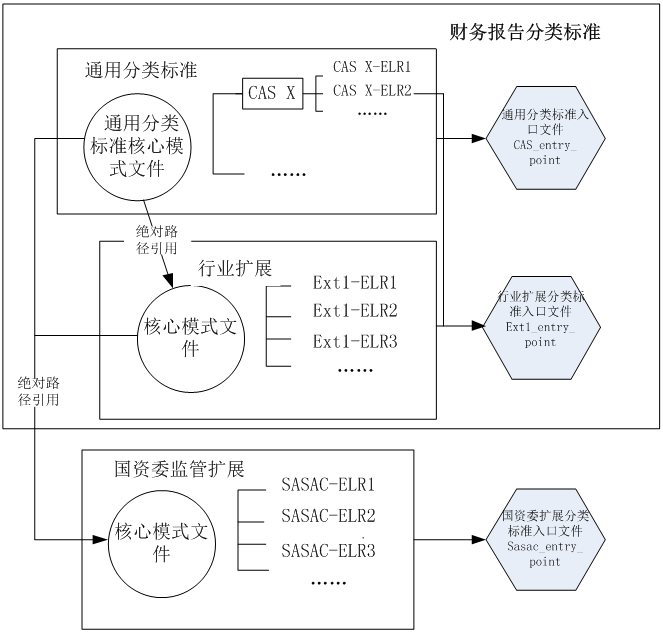 财务报告分类标准
通用分类标准
CAS X
CAS X-ELR1
CAS X-ELR2
……
……
通用分类
标准核心模
式文件
通用分类标准入
口文件
CAS_entry_
point
绝对路
径引用
行业扩展
核心模式文
件
Ext1-ELR1
Ext1-ELR2
Ext1-ELR3
……
行业扩展分类标
准入口文件
Ext1_entry_
point
绝对路
径引用
国资委监管扩展
核心模式文
件
SASAC-ELR1
SASAC-ELR2
SASAC-ELR3
……
国资委扩展分类
标准入口文件
Sasac_entry_
point